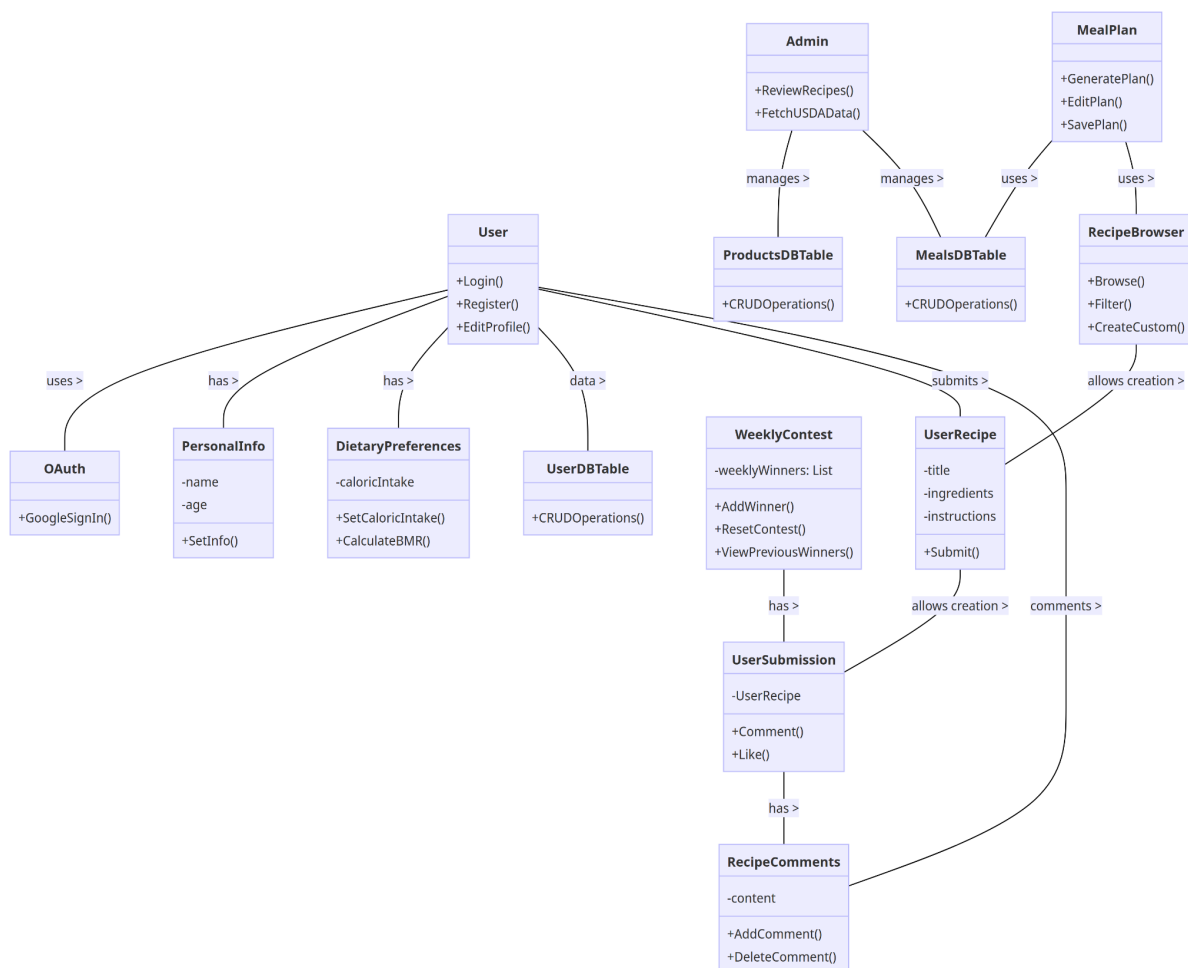 Admin
+ReviewRecipes()
+FetchUSDAData()
MealPlan
+GeneratePlan()
+EditPlan()
+SavePlan()
manages >
manages >
uses >
uses >
User
+Login()
+Register()
+EditProfile()
ProductsDBTable
+CRUDOperations()
MealsDBTable
+CRUDOperations()
RecipeBrowser
+Browse()
+Filter()
+CreateCustom()
uses >
has >
has >
data >
submits >
allows creation >
OAuth
+GoogleSignIn()
PersonalInfo
-name
-age
+SetInfo()
DietaryPreferences
-caloricIntake
+SetCaloricIntake()
+CalculateBMR()
UserDBTable
+CRUDOperations()
WeeklyContest
-weeklyWinners: List
+AddWinner()
+ResetContest()
+ViewPreviousWinners()
UserRecipe
-title
-ingredients
-instructions
+Submit()
has >
allows creation >
comments >
UserSubmission
-UserRecipe
+Comment()
+Like()
has >
RecipeComments
-content
+AddComment()
+DeleteComment()